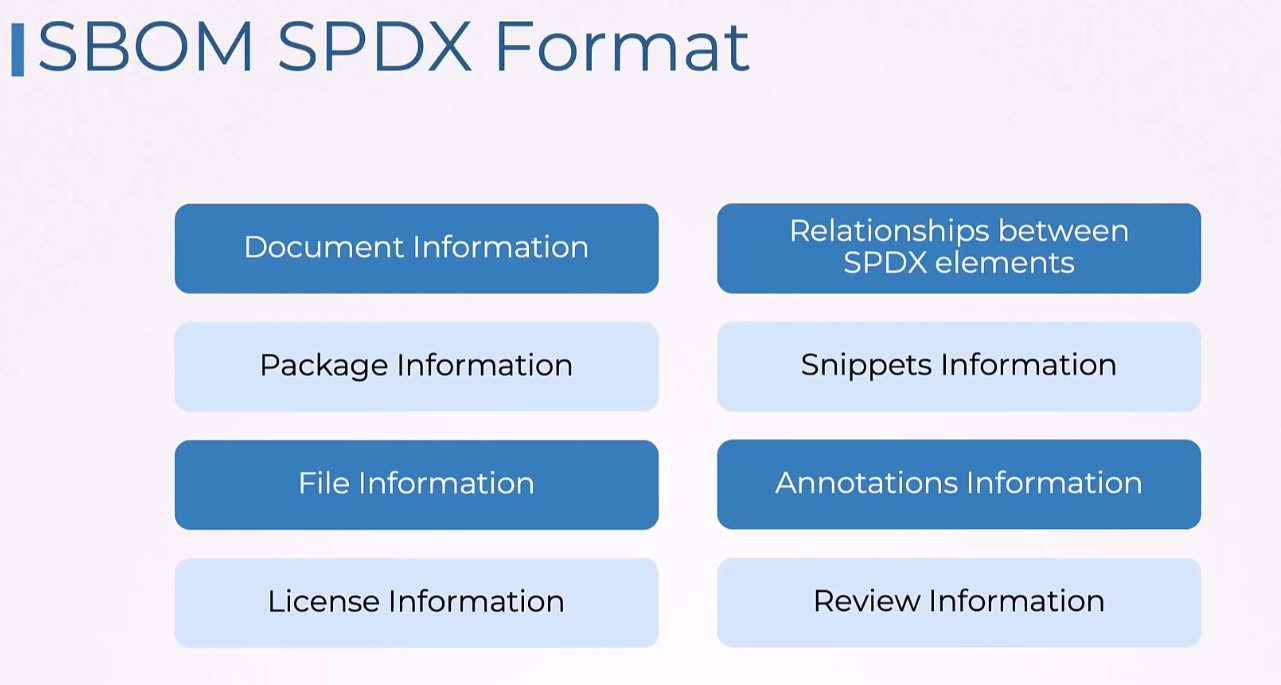 SBOM SPDX Format
Document Information
Relationships between
SPDX elements
Package Information
Snippets Information
File Information
Annotations Information
License Information
Review Information